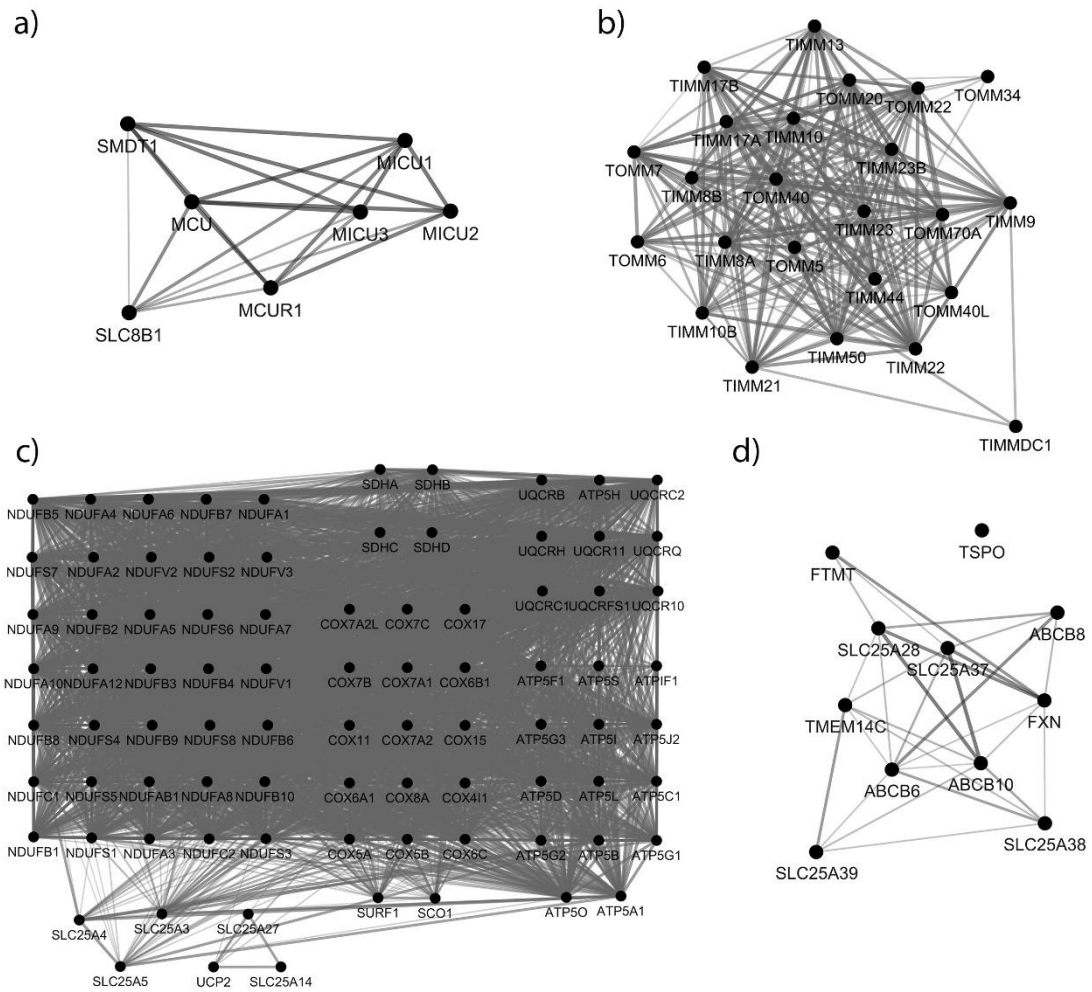 a)
SMDT1
MICU1
MCU
MICU3
MICU2
MCUR1
SLC8B1
b)
TIMM13
TIMM17B
TOMM20
TOMM22
TOMM34
TIMM17A
TIMM10
TOMM7
TIMM23B
TIMM8B
TOMM40
TIMM23
TOMM70A
TIMM9
TOMM6
TIMM8A
TOMM5
TIMM44
TOMM40L
TIMM10B
TIMM50
TIMM22
TIMM21
TIMMDC1
c)
SDHA SDHB
UQCRB ATP5H UQCRC2
NDUFB5 NDUFA4 NDUFA6 NDUFB7 NDUFA1
SDHC SDHD
UQCRH UQCR11 UQCRQ
NDUFS7 NDUFA2 NDUFV2 NDUFS2 NDUFV3
UQCRC1 UQCRFS1 UQCR10
NDUFA9 NDUFB2 NDUFA5 NDUFS6 NDUFA7
COX7A2L COX7C COX17
NDUFA10 NDUFA12 NDUFB3 NDUFB4 NDUFV1
COX7B COX7A1 COX6B1
ATP5F1 ATP5S ATPIF1
NDUFB8 NDUFS4 NDUFB9 NDUFS8 NDUFB6
COX11 COX7A2 COX15
ATP5G3 ATP5I ATP5J2
NDUFC1 NDUFS5 NDUFAB1 NDUFA8 NDUFB10
COX6A1 COX8A COX4I1
ATP5D ATP5L ATP5C1
NDUFB1 NDUFS1 NDUFA3 NDUFC2 NDUFS3
COX5A COX5B COX6C
ATP5G2 ATP5B ATP5G1
SURF1 SCO1 ATP5O ATP5A1
SLC25A4 SLC25A3 SLC25A27
SLC25A5 UCP2 SLC25A14
d)
TSPO
FTMT
ABCB8
SLC25A28
SLC25A37
TMEM14C
FXN
ABCB6
ABCB10
SLC25A38
SLC25A39